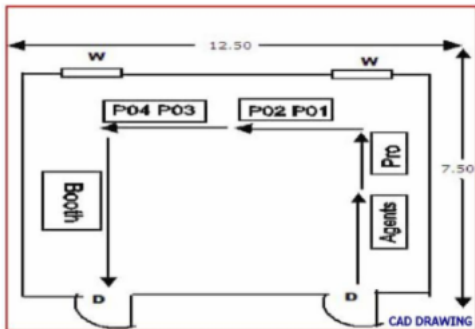 12.50
W W
P04 P03 P02 P01
Pro
7.50
Booth
Agents
D D
CAD DRAWING